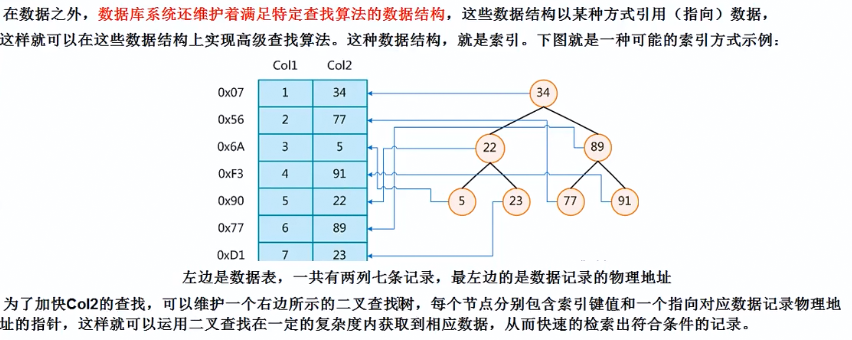 在数据之外，数据库系统还维护着满足特定查找算法的数据结构，这些数据结构以某种方式引用（指向）数据，
这样就可以在这些数据结构上实现高级查找算法。这种数据结构，就是索引。下图就是一种可能的索引方式示例：
Col1 Col2
0x07 1 34
0x56 2 77
0x6A 3 5
0xF3 4 91
0x90 5 22
0x77 6 89
0xD1 7 23
34
22 89
5 23 77 91
左边是数据表，一共有两列七条记录，最左边的是数据记录的物理地址
为了加快Col2的查找，可以维护一个右边所示的二叉查找树，每个节点分别包含索引键值和一个指向对应数据记录物理地
址的指针，这样就可以运用二叉查找在一定的复杂度内获取到相应数据，从而快速的检索出符合条件的记录。